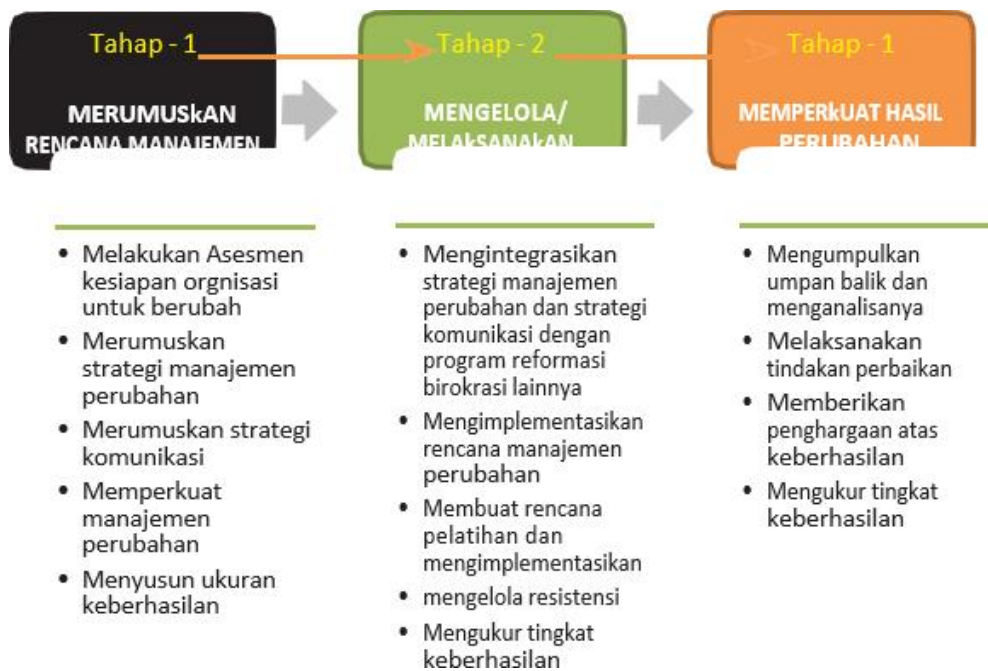 Tahap - 1
MERUMUSkAN
RENCANA MANAJEMEN
• Melakukan Asesmen
kesiapan orgnisasi
untuk berubah
• Merumuskan
strategi manajemen
perubahan
• Merumuskan strategi
komunikasi
• Memperkuat
manajemen
perubahan
• Menyusun ukuran
keberhasilan
Tahap - 2
MENGELOLA/
MELAkSANAkAN
• Mengintegrasikan
strategi manajemen
perubahan dan strategi
komunikasi dengan
program reformasi
birokrasi lainnya
• Mengimplementasikan
rencana manajemen
perubahan
• Membuat rencana
pelatihan dan
mengimplementasikan
• mengelola resistensi
• Mengukur tingkat
keberhasilan
Tahap - 1
MEMPERkUAT HASIL
PERUBAHAN
• Mengumpulkan
umpan balik dan
menganalisanya
• Melaksanakan
tindakan perbaikan
• Memberikan
penghargaan atas
keberhasilan
• Mengukur tingkat
keberhasilan